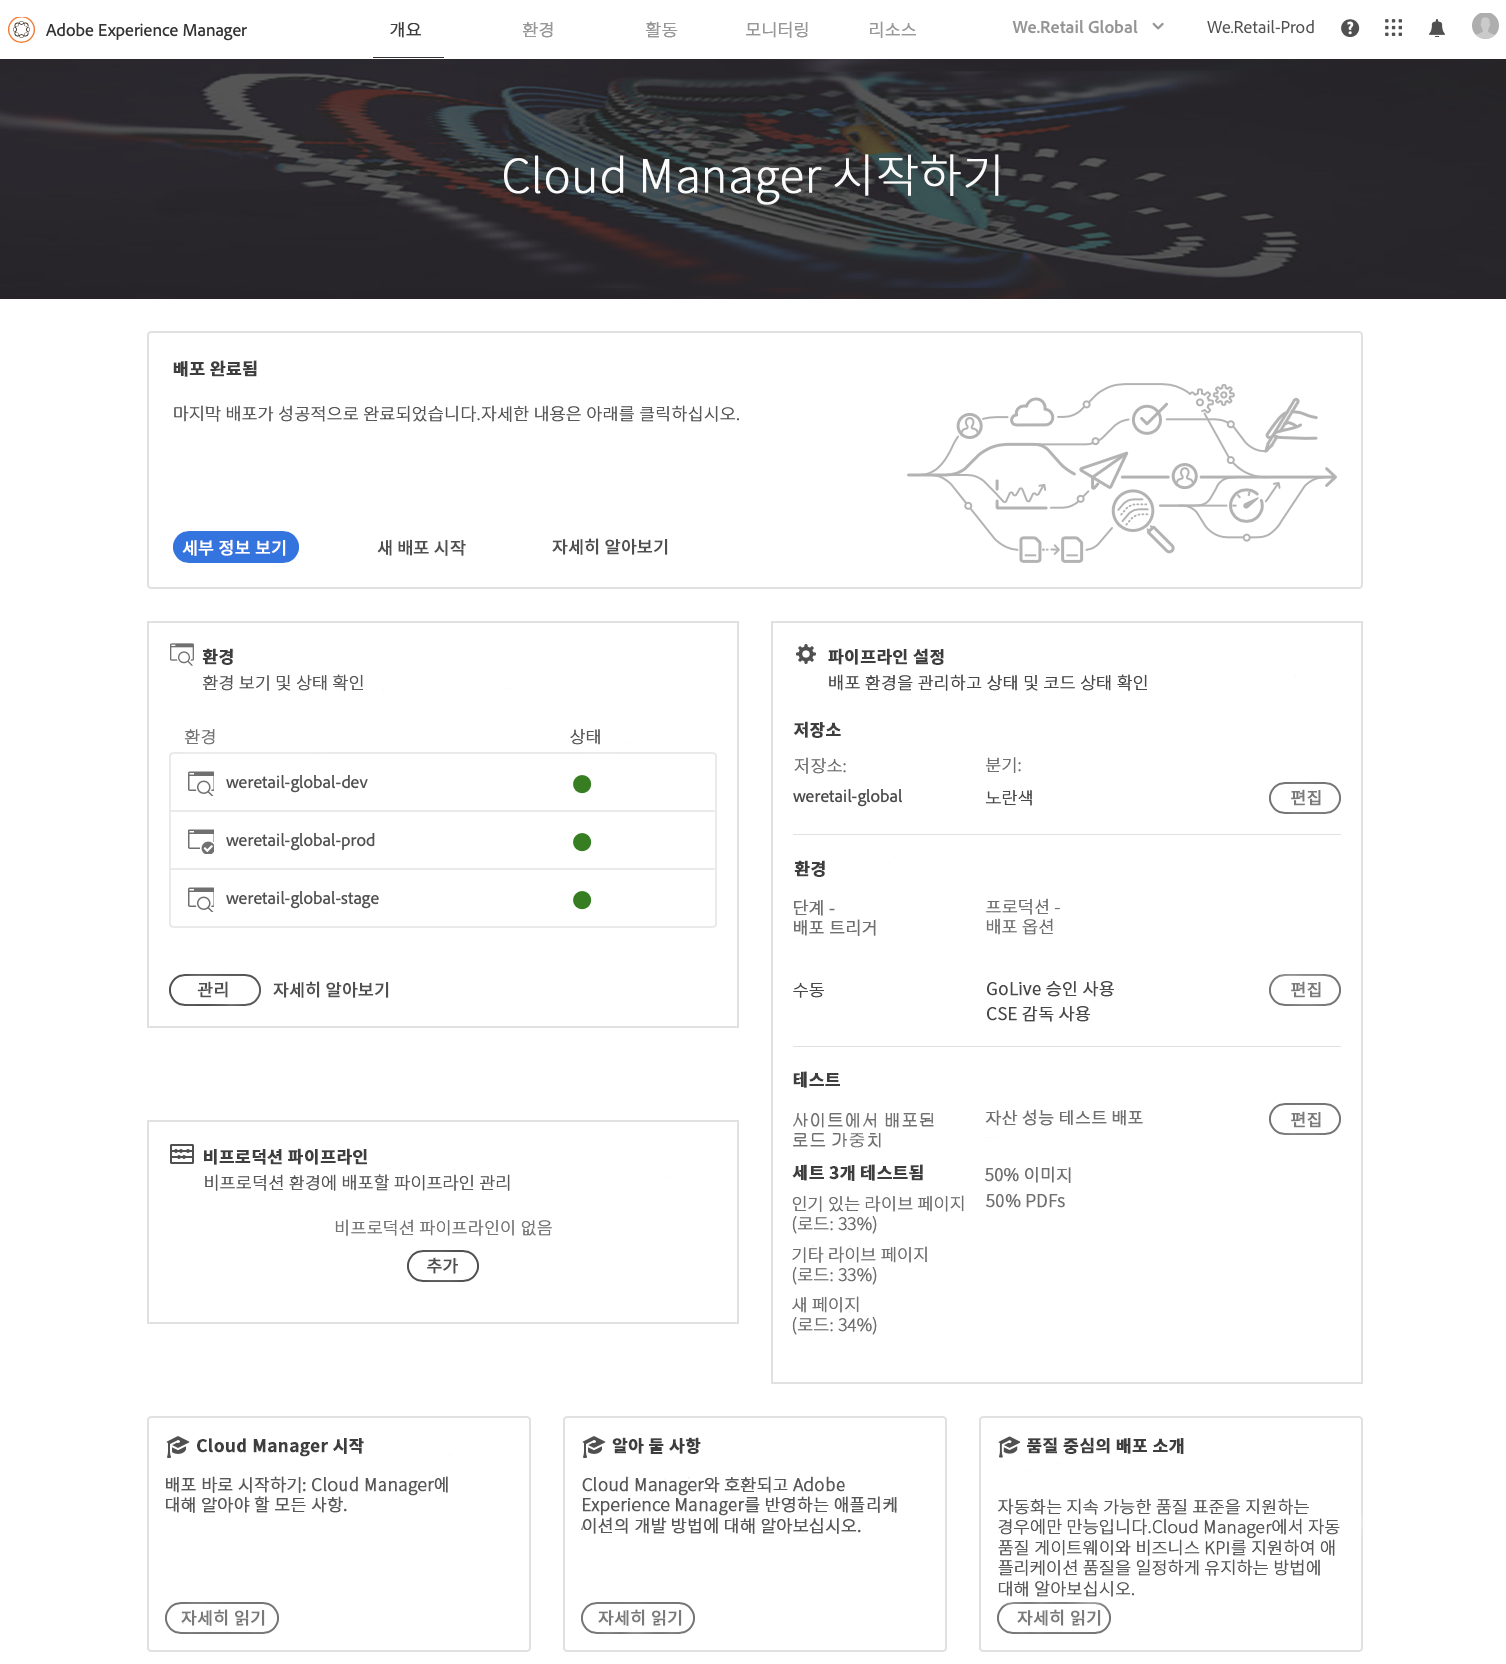 Adobe Experience Manager
개요
환경
활동
모니터링
리소스
We.Retail Global
We.Retail-Prod
Cloud Manager 시작하기
배포 완료됨
마지막 배포가 성공적으로 완료되었습니다.자세한 내용은 아래를 클릭하십시오.
세부 정보 보기
새 배포 시작
자세히 알아보기
환경
환경 보기 및 상태 확인
환경
상태
weretail-global-dev
weretail-global-prod
weretail-global-stage
관리
자세히 알아보기
비프로덕션 파이프라인
비프로덕션 환경에 배포할 파이프라인 관리
비프로덕션 파이프라인이 없음
추가
파이프라인 설정
배포 환경을 관리하고 상태 및 코드 상태 확인
저장소
저장소:
분기:
weretail-global
노란색
편집
환경
단계 -
배포 트리거
프로덕션 -
배포 옵션
수동
GoLive 승인 사용
CSE 감독 사용
편집
테스트
사이트에서 배포된
로드 가중치
자산 성능 테스트 배포
편집
세트 3개 테스트됨
50% 이미지
50% PDFs
인기 있는 라이브 페이지
(로드: 33%)
기타 라이브 페이지
(로드: 33%)
새 페이지
(로드: 34%)
Cloud Manager 시작
배포 바로 시작하기: Cloud Manager에
대해 알아야 할 모든 사항.
자세히 읽기
알아 둘 사항
Cloud Manager와 호환되고 Adobe
Experience Manager를 반영하는 애플리케
이션의 개발 방법에 대해 알아보십시오.
자세히 읽기
품질 중심의 배포 소개
자동화는 지속 가능한 품질 표준을 지원하는
경우에만 만능입니다.Cloud Manager에서 자동
품질 게이트웨이와 비즈니스 KPI를 지원하여 애
플리케이션 품질을 일정하게 유지하는 방법에
대해 알아보십시오.
자세히 읽기